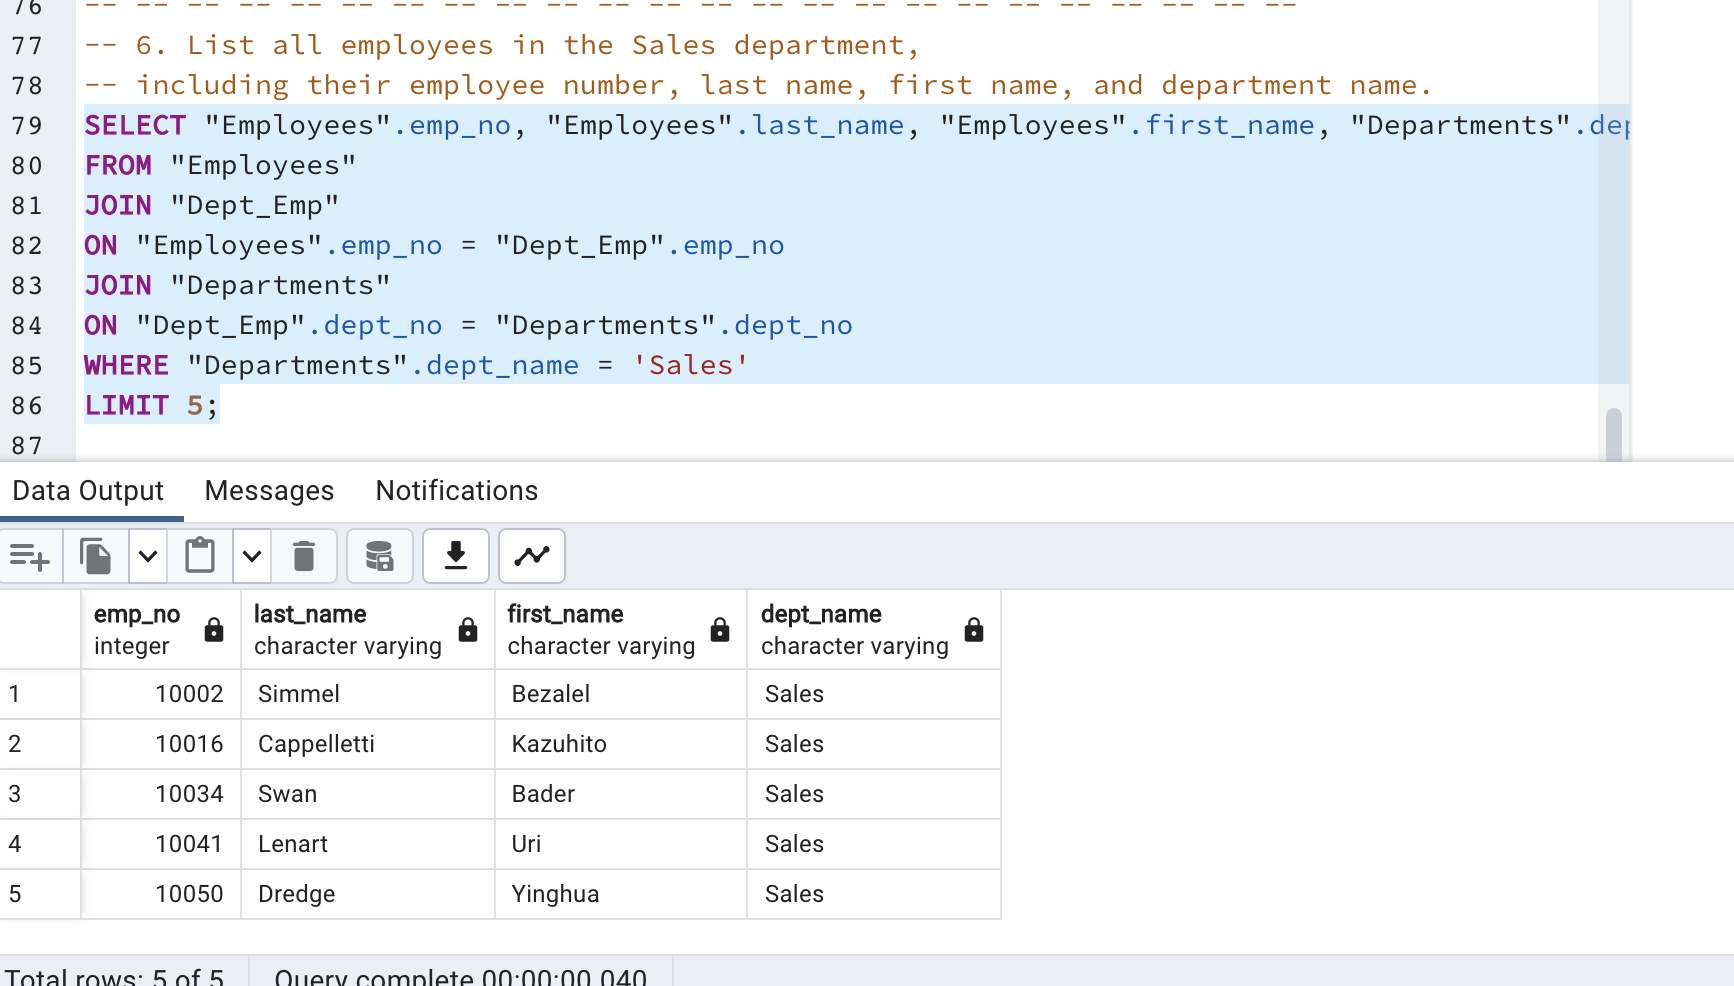 76 -- -- -- -- -- -- -- -- -- -- -- -- -- -- -- -- -- -- -- -- -- -- -- --
77 -- 6. List all employees in the Sales department,
78 -- including their employee number, last name, first name, and department name.
79 SELECT "Employees".emp_no, "Employees".last_name, "Employees".first_name, "Departments".dep
80 FROM "Employees"
81 JOIN "Dept_Emp"
82 ON "Employees".emp_no = "Dept_Emp".emp_no
83 JOIN "Departments"
84 ON "Dept_Emp".dept_no = "Departments".dept_no
85 WHERE "Departments".dept_name = 'Sales'
86 LIMIT 5;
87
Data Output Messages Notifications
emp_no last_name first_name dept_name
integer character varying character varying character varying
1 10002 Simmel Bezalel Sales
2 10016 Cappelletti Kazuhito Sales
3 10034 Swan Bader Sales
4 10041 Lenart Uri Sales
5 10050 Dredge Yinghua Sales
Total rows: 5 of 5 Query complete 00:00:00.040